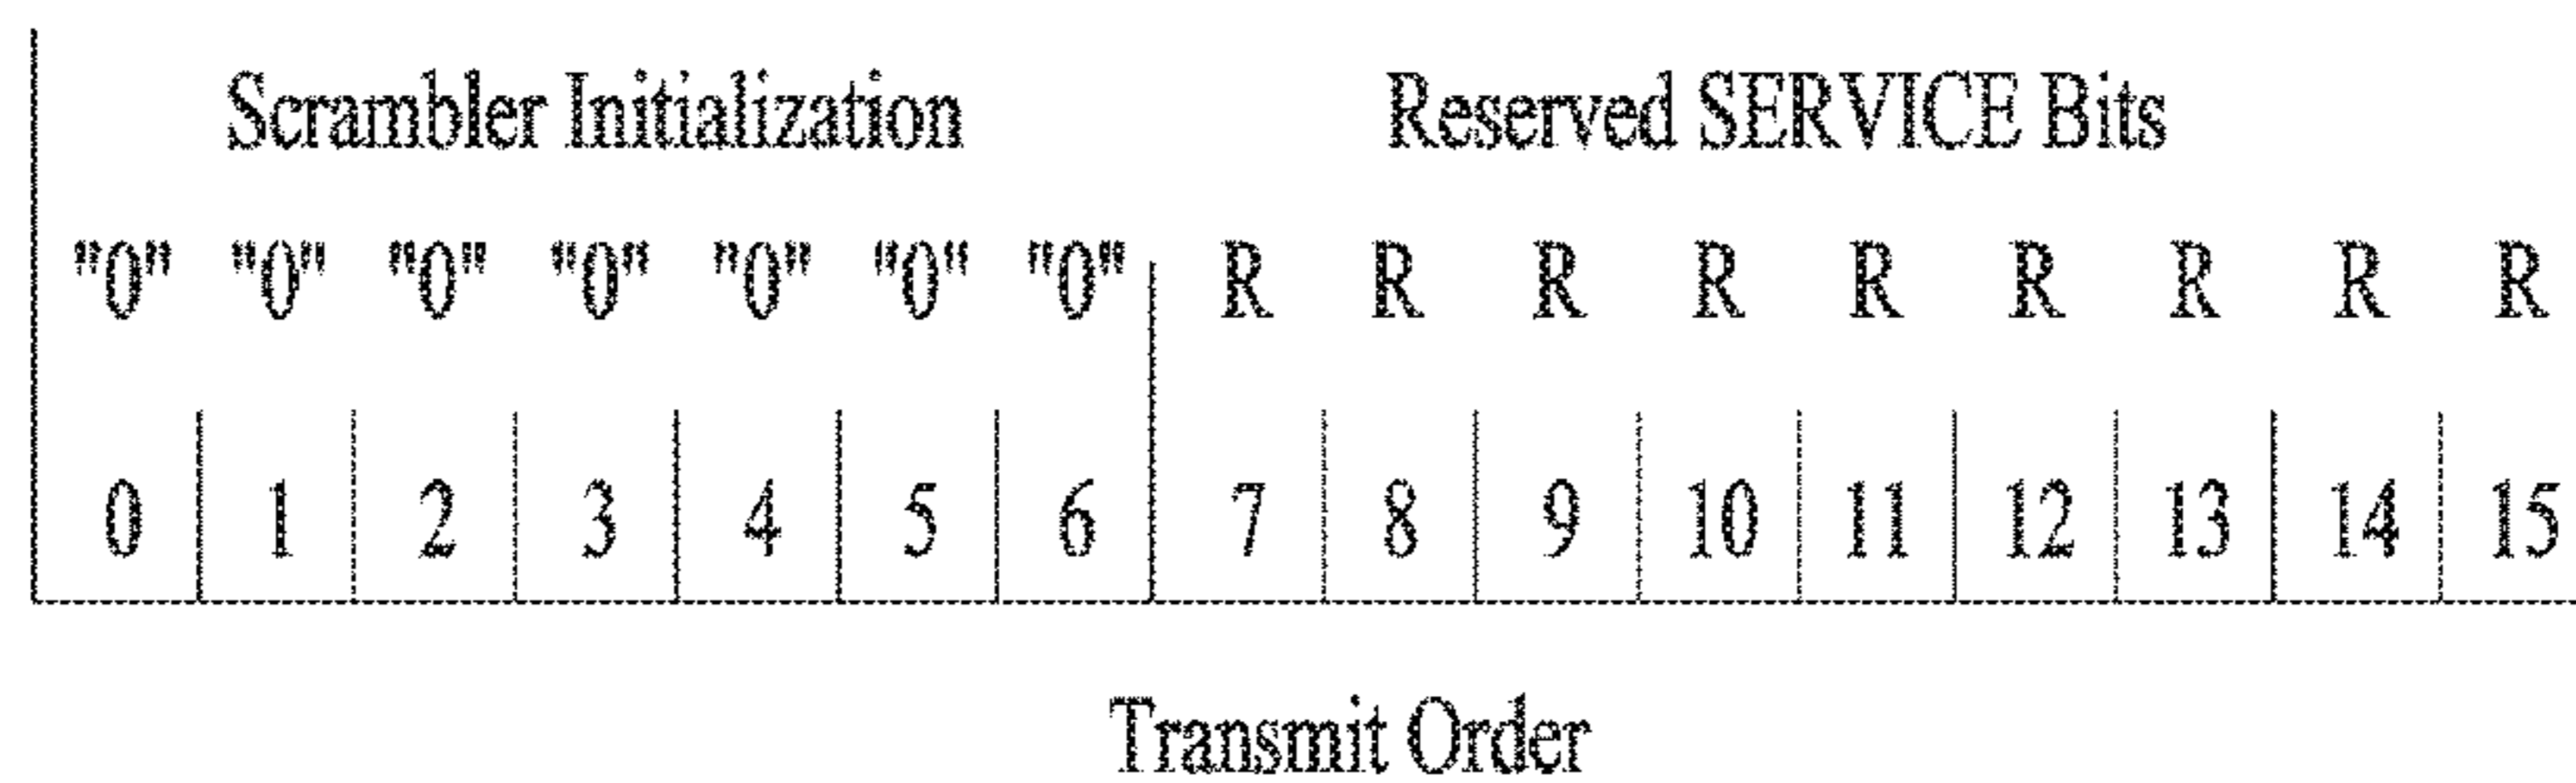 Scrambler Initialization Reserved SERVICE Bits
"0" "0" "0" "0" "0" "0" "0" R R R R R R R R R
0 1 2 3 4 5 6 7 8 9 10 11 12 13 14 15
Transmit Order